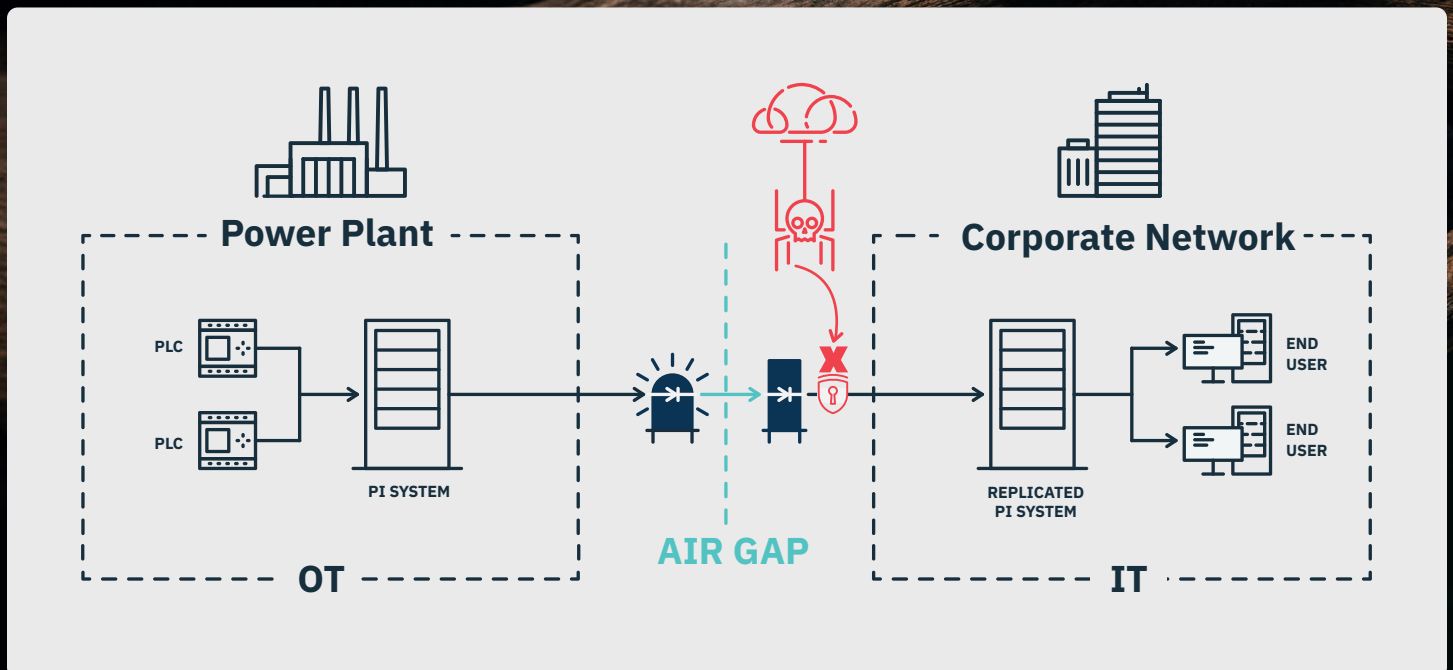 Power Plant
Corporate Network
PLC
PLC
PI SYSTEM
OT
AIR GAP
REPLICATED
PI SYSTEM
END
USER
END
USER
IT